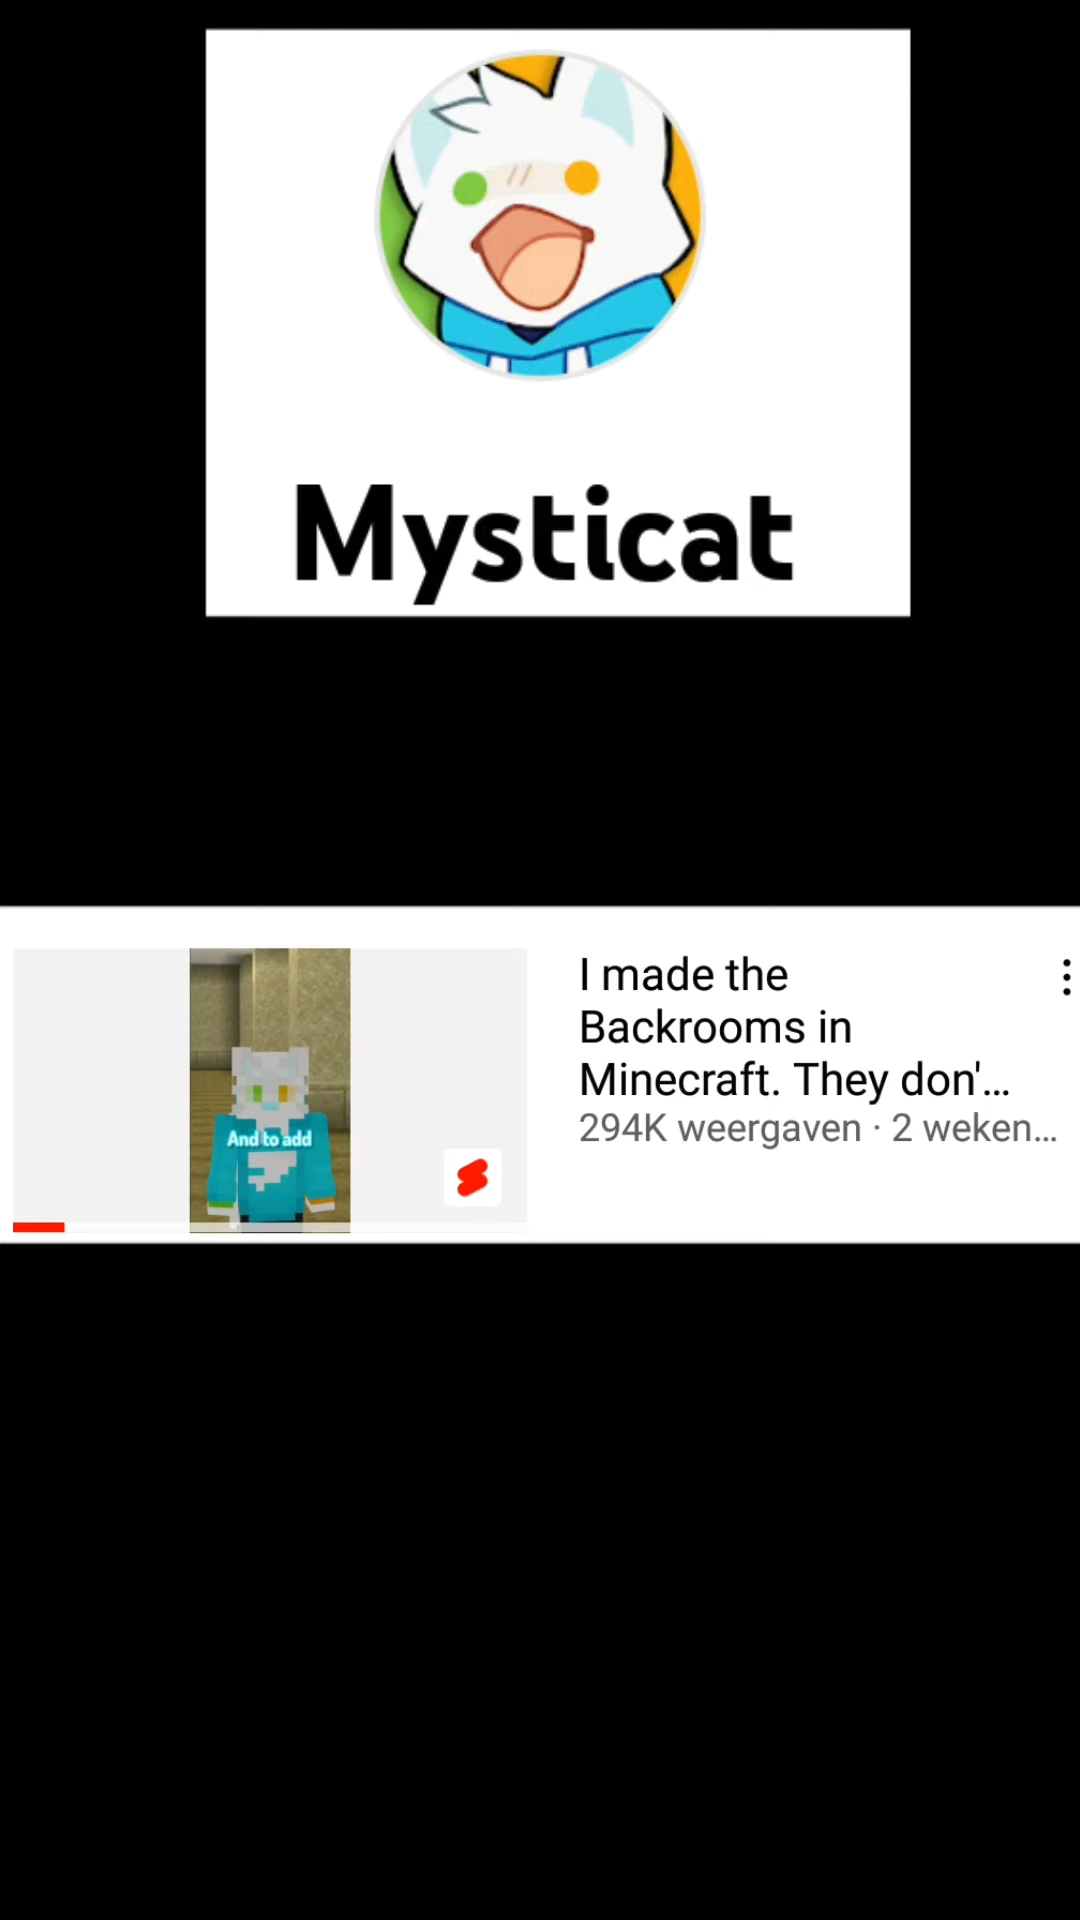 Mysticat
I made the
Backrooms in
Minecraft. They don'...
294K weergaven · 2 weken...
And to add